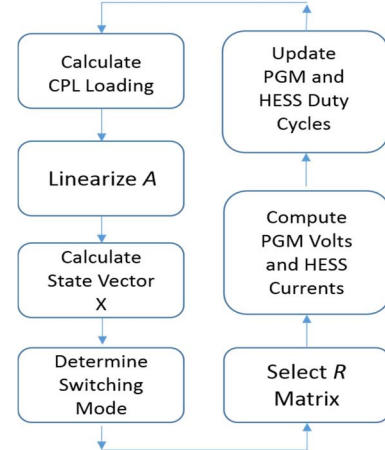 Calculate
CPL Loading
Linearize A
Calculate
State Vector
X
Determine
Switching
Mode
Select R
Matrix
Compute
PGM Volts
and HESS
Currents
Update
PGM and
HESS Duty
Cycles